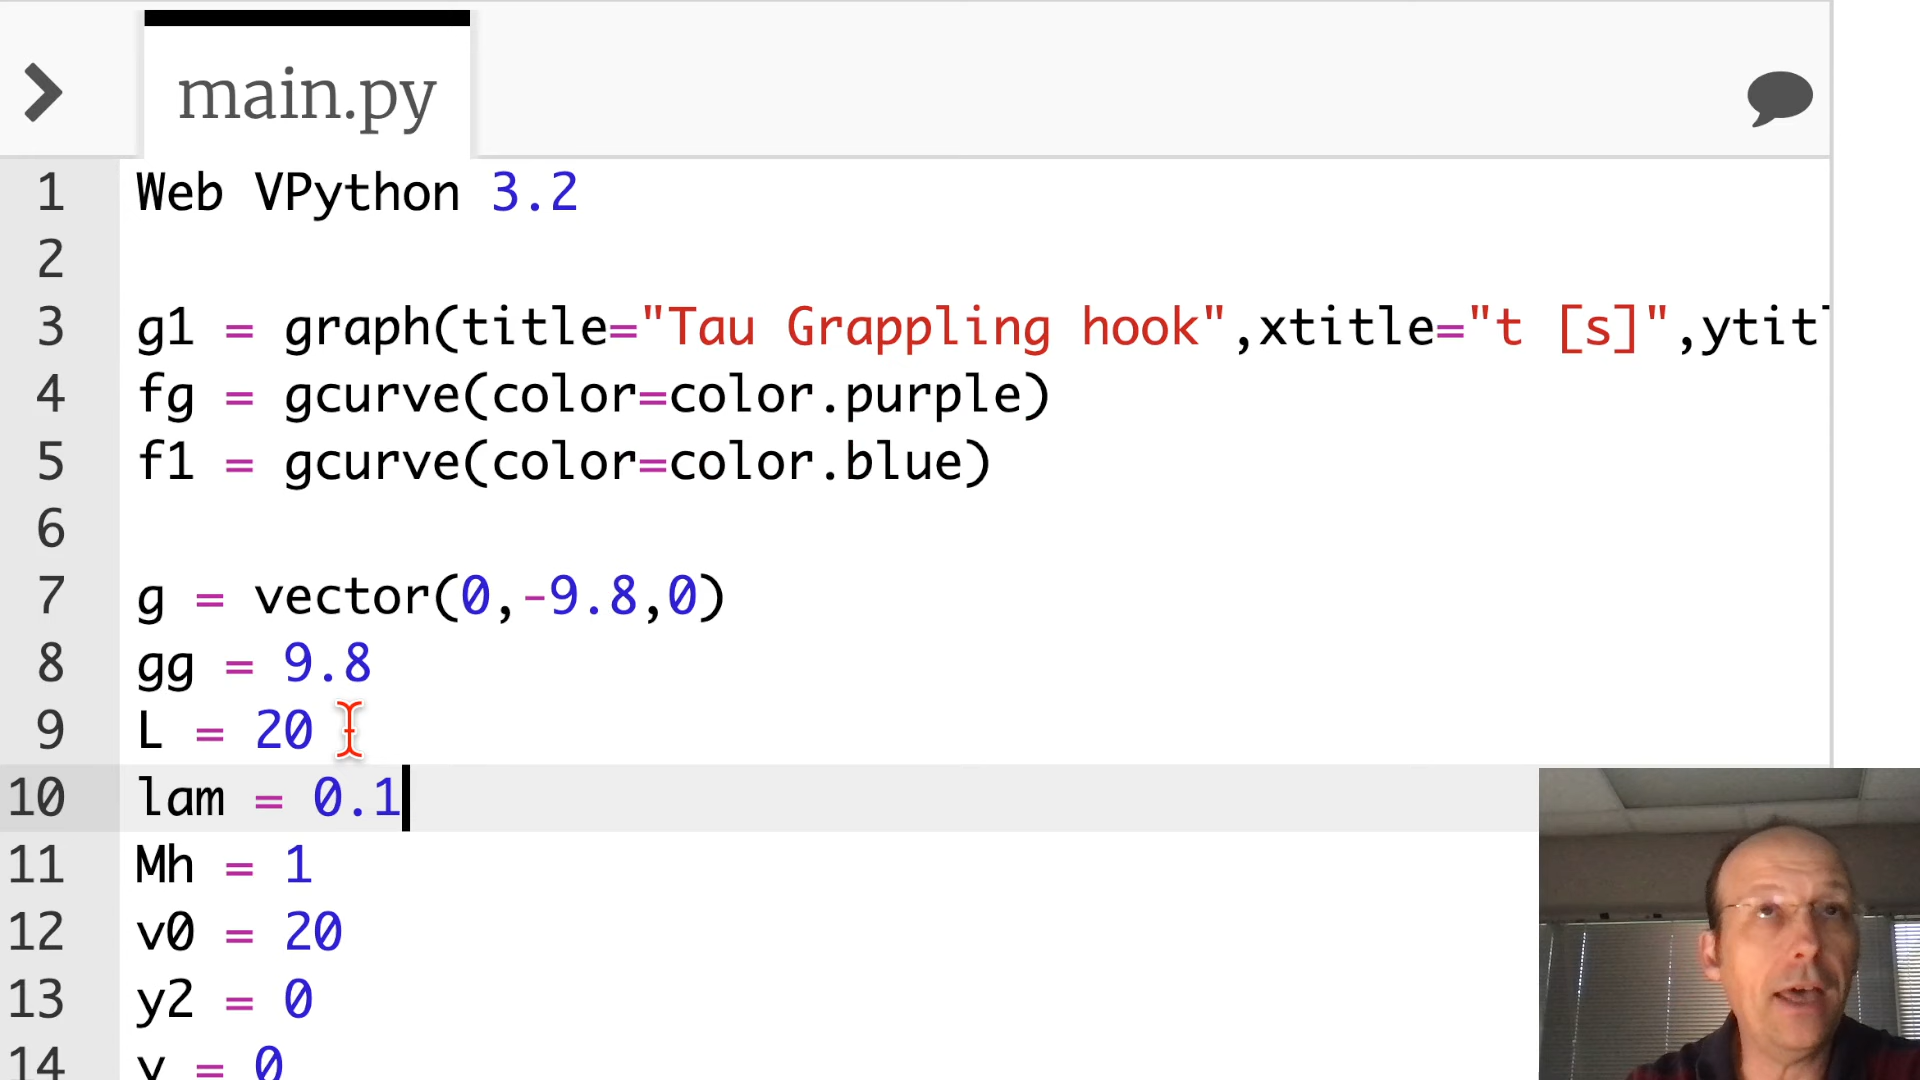 main.py
1 Web VPython 3.2
2
3 g1 = graph(title="Tau Grappling hook",xtitle="t [s]",ytit
4 fg = gcurve(color=color.purple)
5 f1 = gcurve(color=color.blue)
6
7 g = vector(0,-9.8,0)
8 gg = 9.8
9 L = 20
10 lam = 0.1
11 Mh = 1
12 v0 = 20
13 y2 = 0
14 y = 0